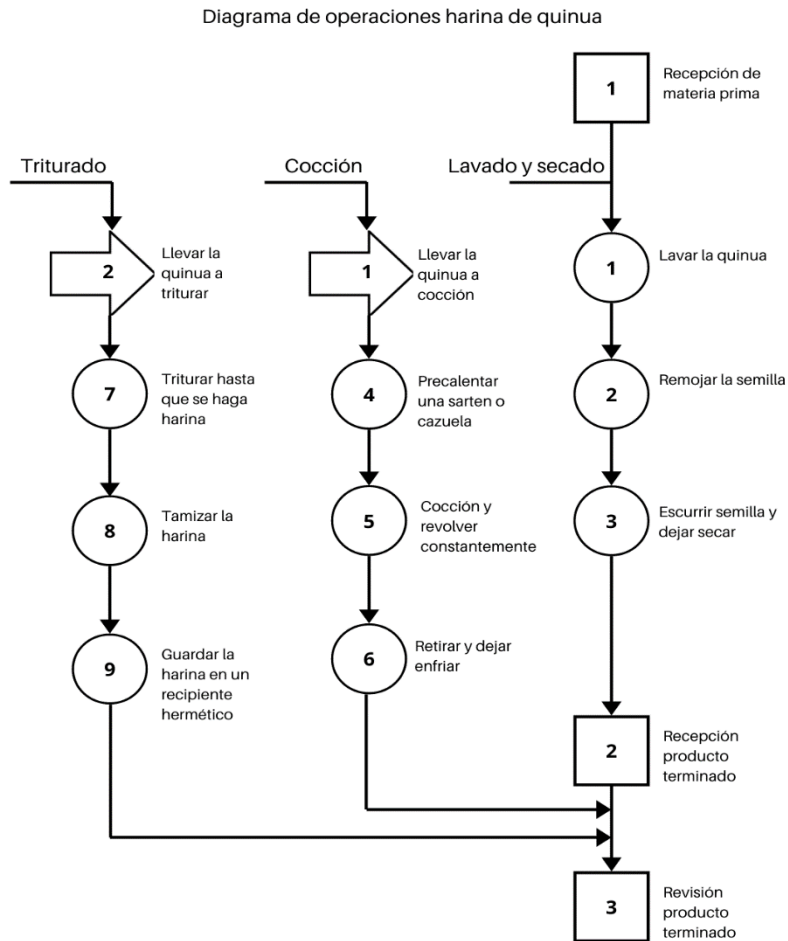 Diagrama de operaciones harina de quinua
1
Recepción de
materia prima
Triturado
Cocción
Lavado y secado
2
Llevar la
quinua a
triturar
1
Llevar la
quinua a
cocción
1
Lavar la quinua
7
Triturar hasta
que se haga
harina
4
Precalentar
una sarten o
cazuela
2
Remojar la semilla
8
Tamizar la
harina
5
Cocción y
revolver
constantemente
3
Escurrir semilla y
dejar secar
9
Guardar la
harina en un
recipiente
hermético
6
Retirar y dejar
enfriar
2
Recepción
producto
terminado
3
Revisión
producto
terminado